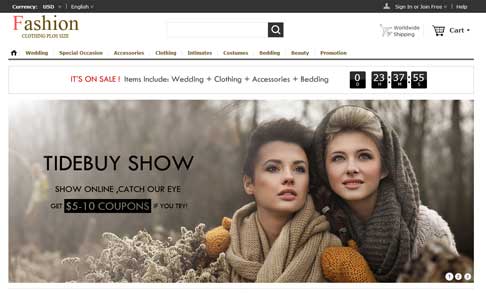 Currency: USD English Sign In or Join Free Help
Fashion
CLOTHING PLUS SIZE
Worldwide
Shipping
Cart
Wedding Special Occasion Accessories Clothing Intimates Costumes Bedding Beauty Promotion
IT'S ON SALE ! Items Include: Wedding + Clothing + Accessories + Bedding 0 23 : 37 : 55
D H M S
TIDEBUY SHOW
SHOW ONLINE ,CATCH OUR EYE
GET $5-10 COUPONS IF YOU TRY!
1 2 3